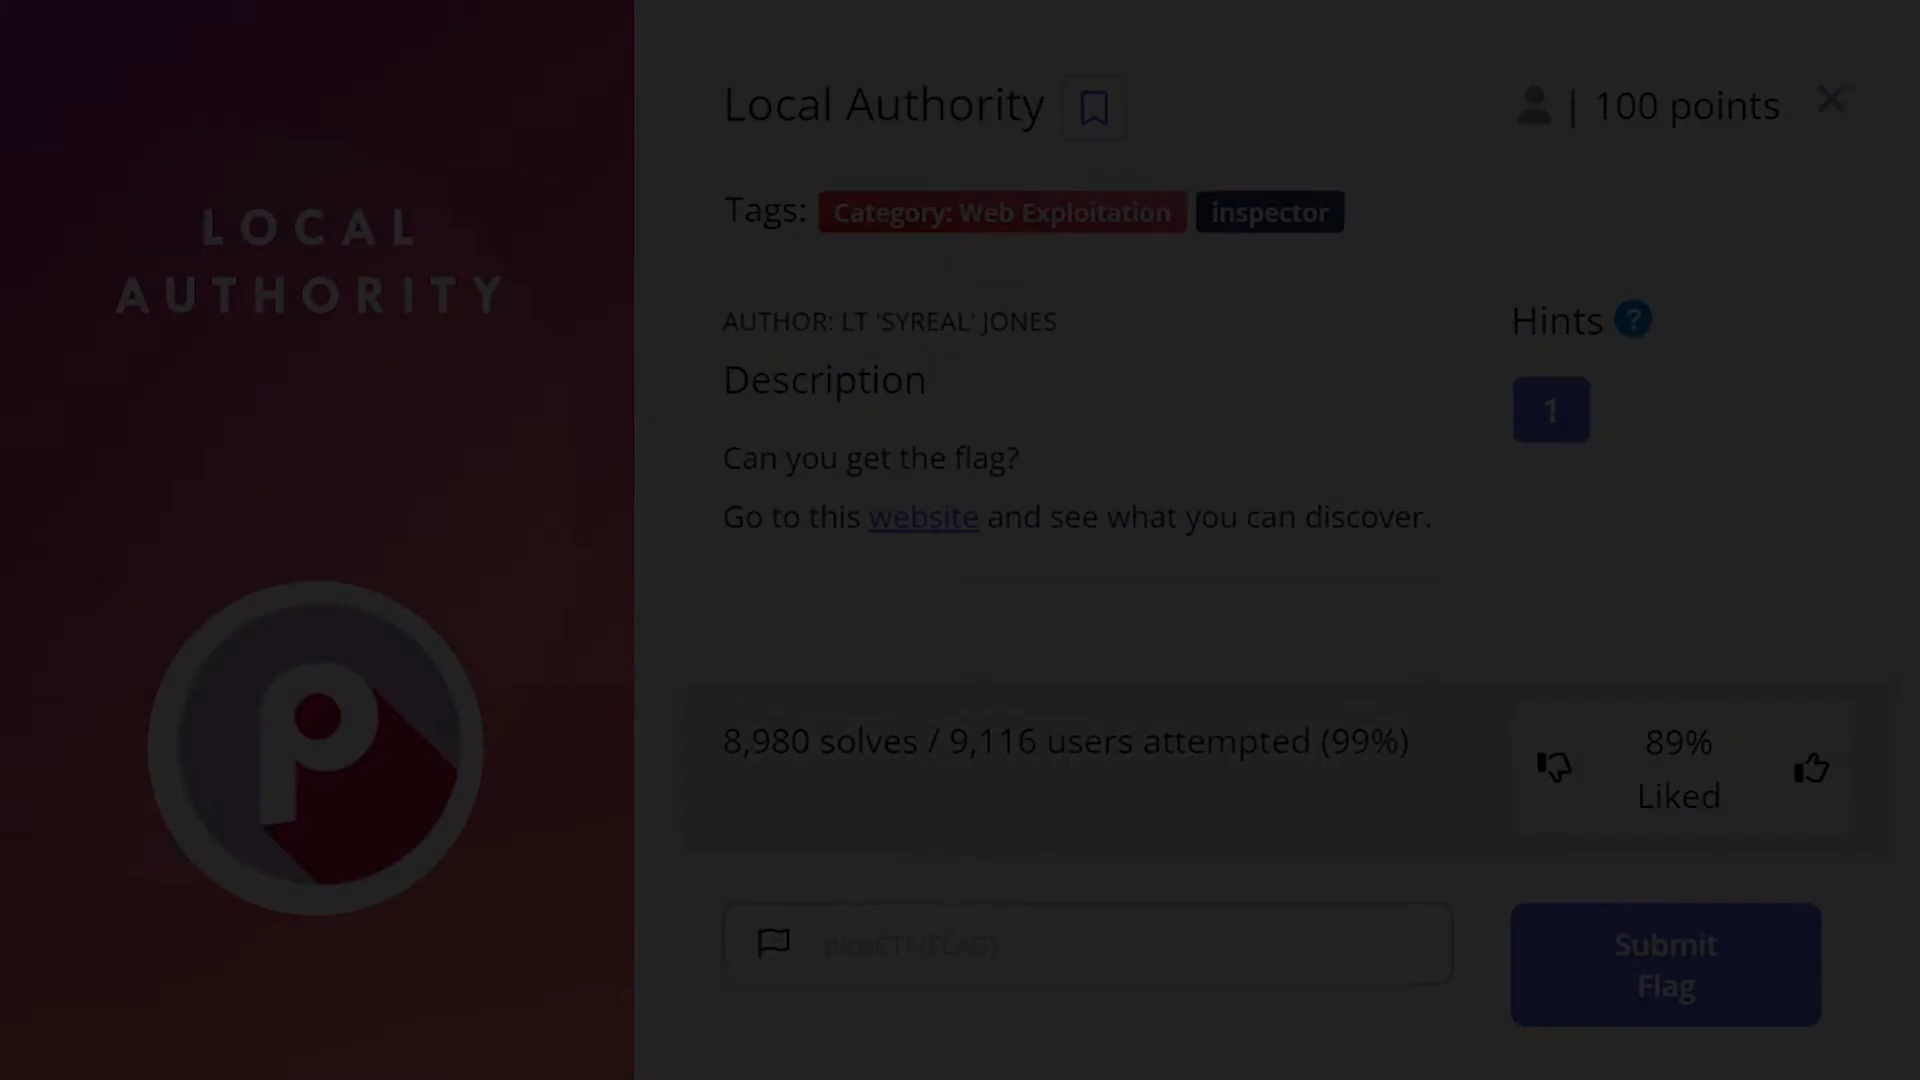 LOCAL
AUTHORITY
Local Authority
| 100 points
Tags: Category: Web Exploitation inspector
AUTHOR: LT 'SYREAL' JONES
Hints ?
Description
1
Can you get the flag?
Go to this website and see what you can discover.
8,980 solves / 9,116 users attempted (99%)
89%
Liked
picoCTF{FLAG}
Submit
Flag